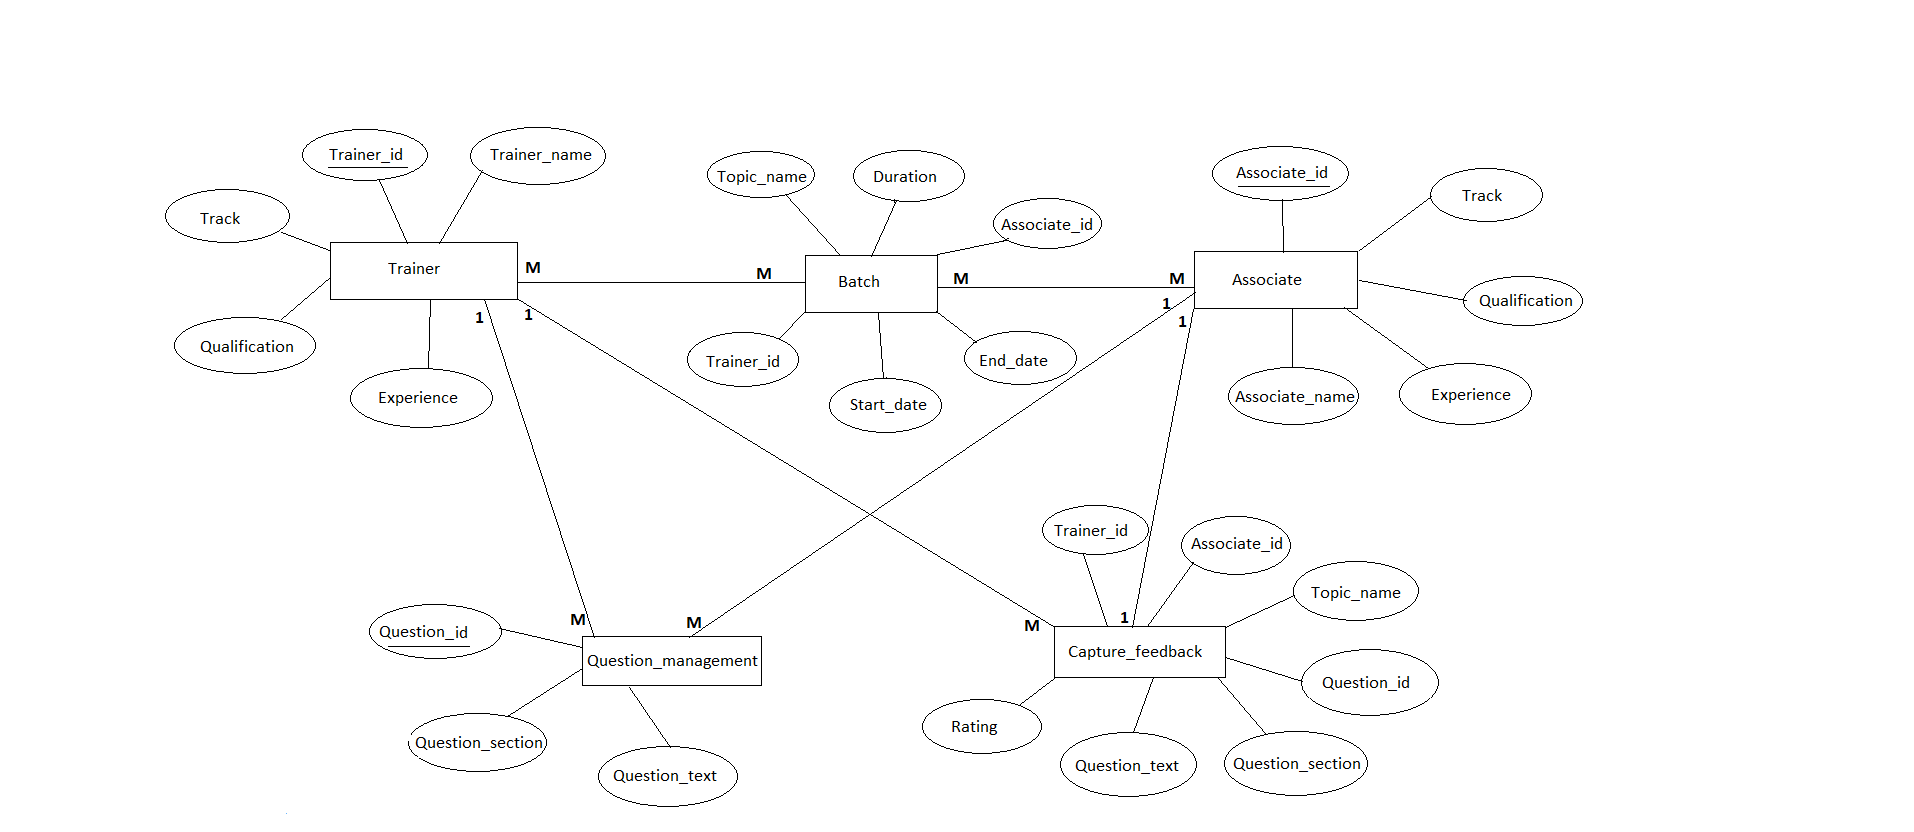 Trainer_id
Trainer_name
Track
Trainer
Qualification
Experience
M
M
1
1
Topic_name
Duration
Associate_id
Batch
Trainer_id
Start_date
End_date
M
M
1
1
Associate_id
Track
Associate
Qualification
Associate_name
Experience
M
M
Question_id
Question_management
Question_section
Question_text
M
1
Trainer_id
Associate_id
Topic_name
Capture_feedback
Question_id
Rating
Question_text
Question_section